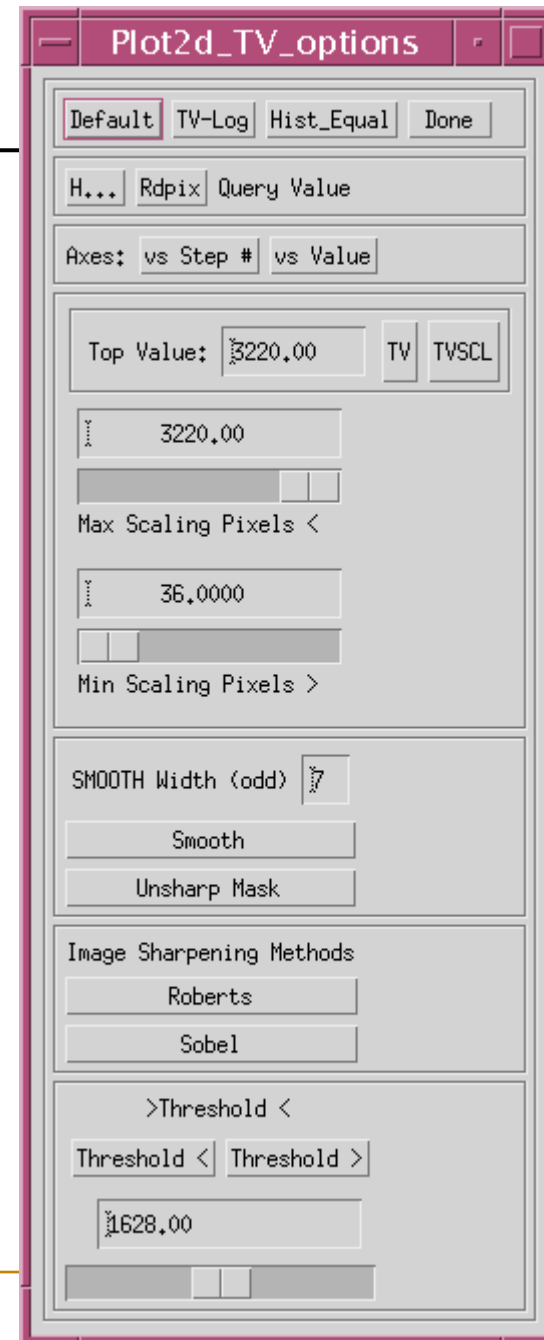 Plot2d_TV_options
Default TV-Log Hist_Equal Done
H... Rdpix Query Value
Axes: vs Step # vs Value
Top Value: 3220.00 TV TVSCL
3220.00
Max Scaling Pixels <
36.0000
Min Scaling Pixels >
SMOOTH Width (odd) 7
Smooth
Unsharp Mask
Image Sharpening Methods
Roberts
Sobel
>Threshold <
Threshold < Threshold >
1628.00